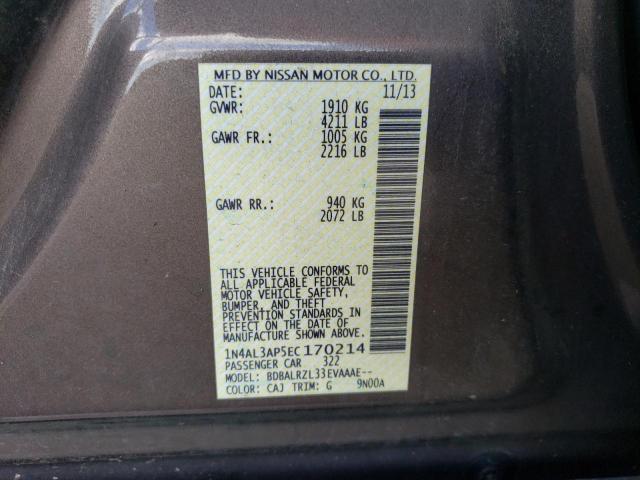 MFD BY NISSAN MOTOR CO., LTD.
DATE: 11/13
GVWR: 1910 KG
4211 LB
GAWR FR.: 1005 KG
2216 LB
GAWR RR.: 940 KG
2072 LB
THIS VEHICLE CONFORMS TO
ALL APPLICABLE FEDERAL
MOTOR VEHICLE SAFETY,
BUMPER, AND THEFT
PREVENTION STANDARDS IN
EFFECT ON THE DATE OF
MANUFACTURE SHOWN ABOVE.
1N4AL3AP5EC170214
PASSENGER CAR 322
MODEL: BDBALRZL33EVAAAE--
COLOR: CAJ TRIM: G 9N00A